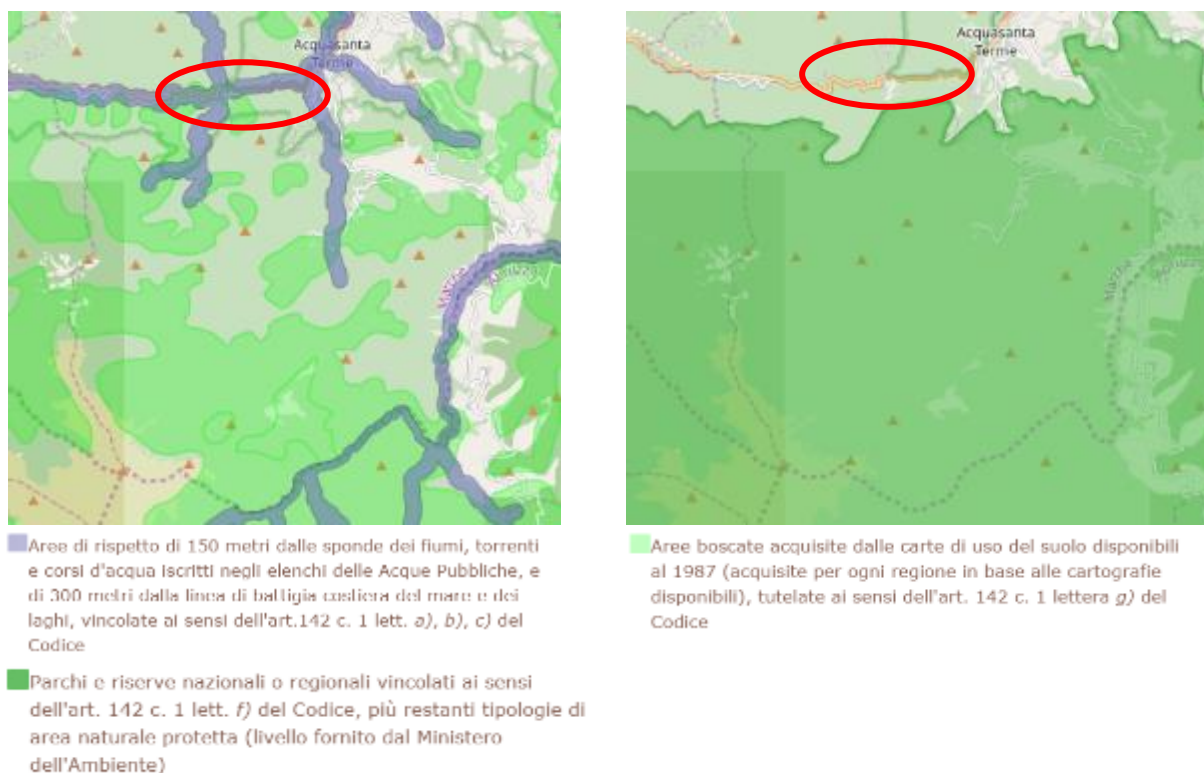 Acquasanta
Terme
Marche
Abruzzo
Acquasanta
Terme
Marche
Abruzzo
Aree di rispetto di 150 metri dalle sponde dei fiumi, torrenti
e corsi d'acqua iscritti negli elenchi delle Acque Pubbliche, e
di 300 metri dalla linea di battigia costiera del mare e dei
laghi, vincolate ai sensi dell'art.142 c. 1 lett. a), b), c) del
Codice
Parchi e riserve nazionali o regionali vincolati ai sensi
dell'art. 142 c. 1 lett. f) del Codice, più restanti tipologie di
area naturale protetta (livello fornito dal Ministero
dell'Ambiente)
Aree boscate acquisite dalle carte di uso del suolo disponibili
al 1987 (acquisite per ogni regione in base alle cartografie
disponibili), tutelate ai sensi dell'art. 142 c. 1 lettera g) del
Codice